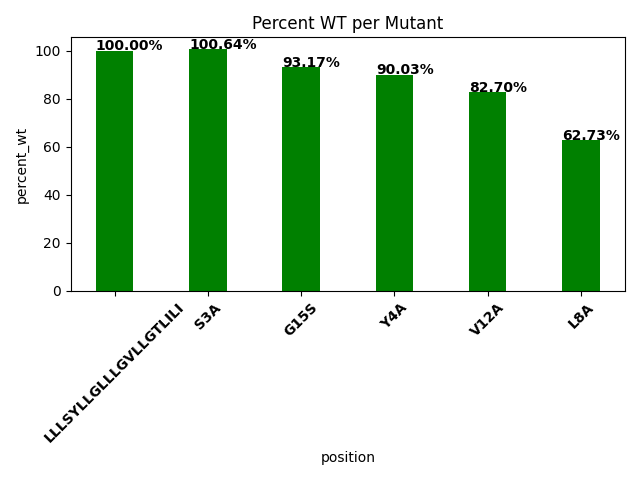 Percent WT per Mutant
percent_wt
100
80
60
40
20
0
100.00%
100.64%
93.17%
90.03%
82.70%
62.73%
LLLSYLLGLLLGVLLGTLILI
S3A
G15S
Y4A
V12A
L8A
position